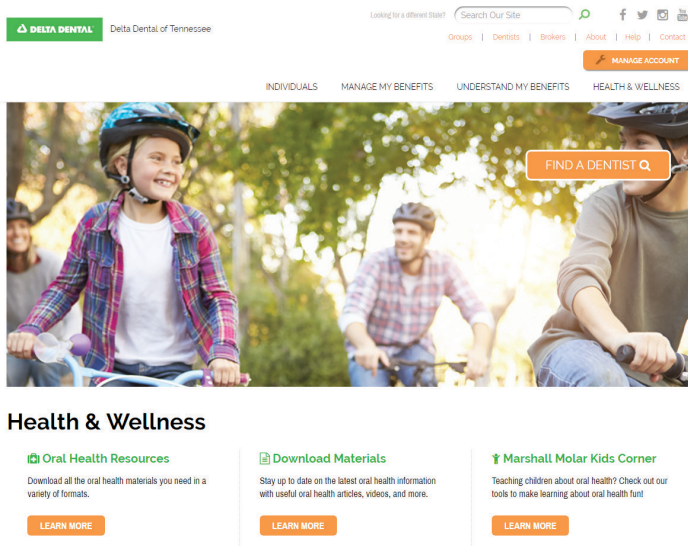 Looking for a different State?
Search Our Site
You
DELTA DENTAL
Delta Dental of Tennessee
Groups | Dentists | Brokers | About | Help | Contact
MANAGE ACCOUNT
INDIVIDUALS MANAGE MY BENEFITS UNDERSTAND MY BENEFITS HEALTH & WELLNESS
FIND A DENTIST
Health & Wellness
Oral Health Resources
Download all the oral health materials you need in a
variety of formats.
LEARN MORE
Download Materials
Stay up to date on the latest oral health information
with useful oral health articles, videos, and more.
LEARN MORE
Marshall Molar Kids Corner
Teaching children about oral health? Check out our
tools to make learning about oral health fun!
LEARN MORE